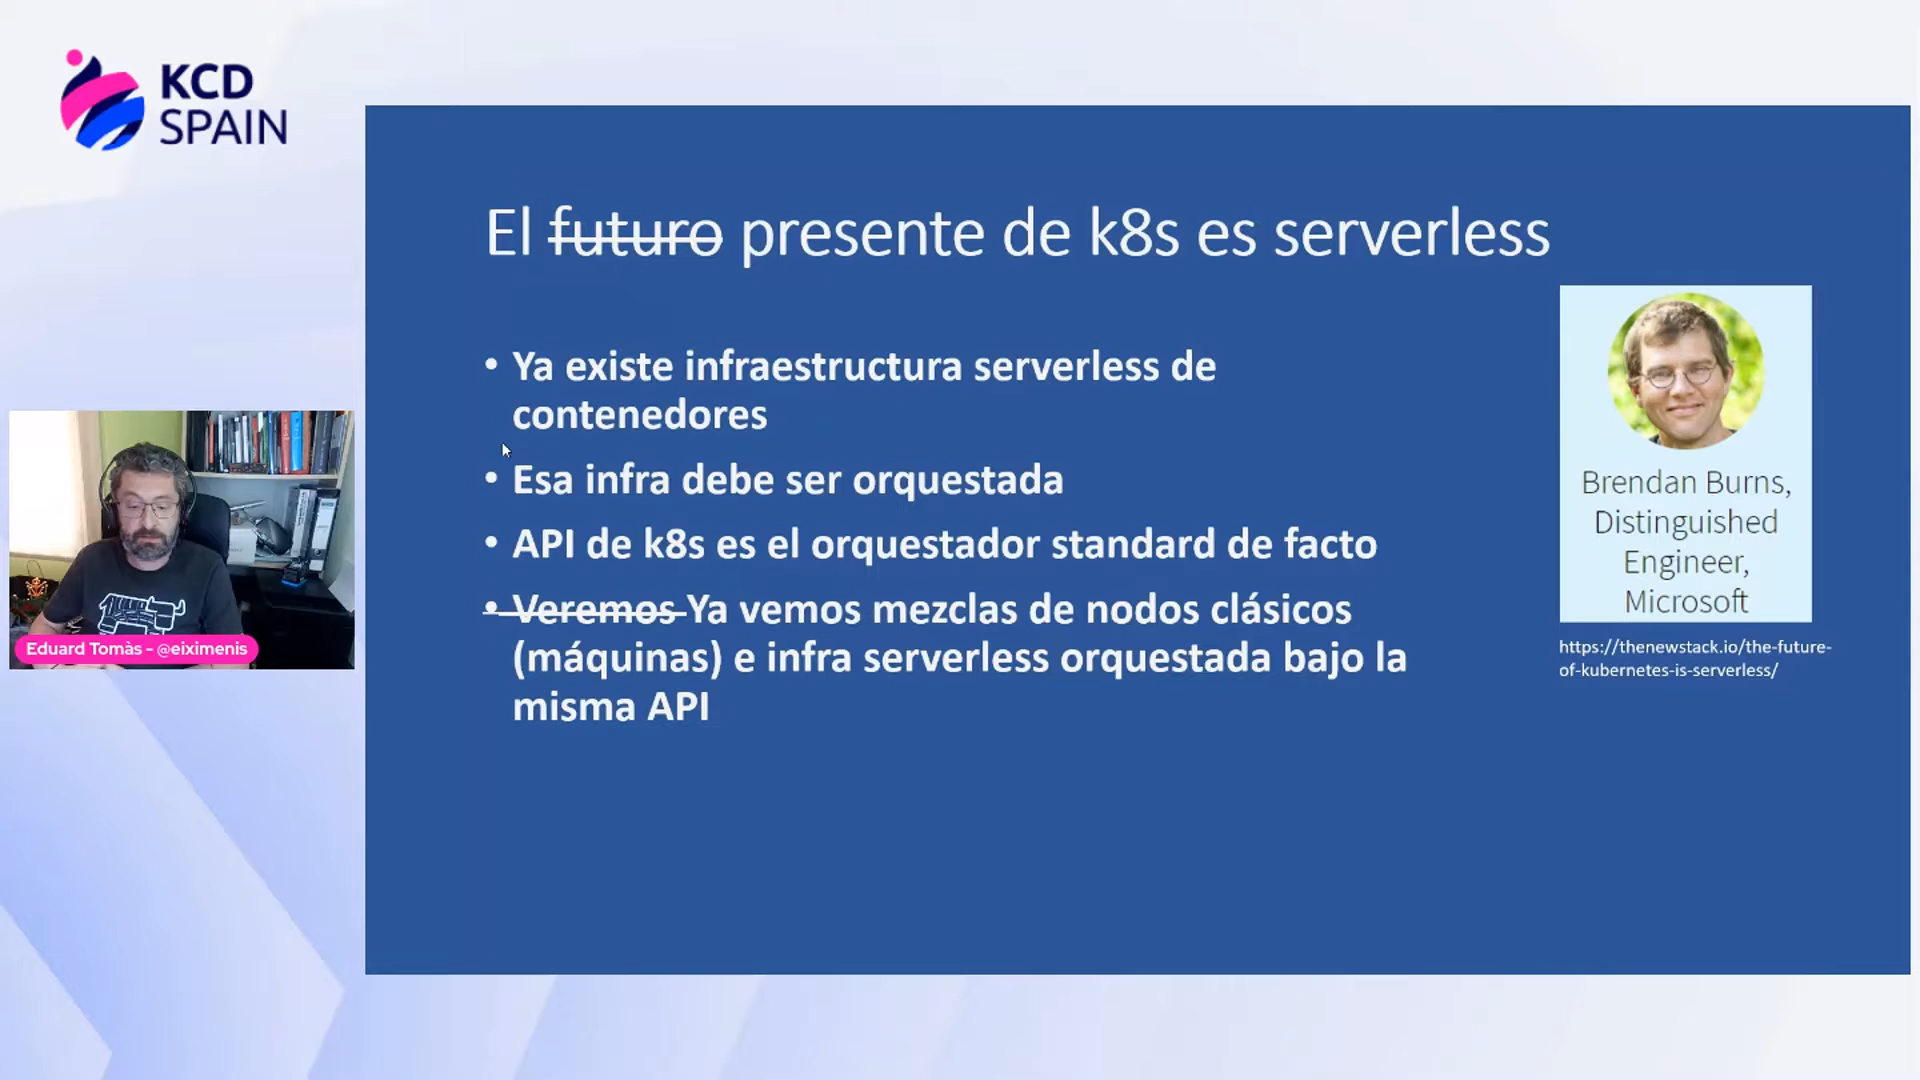 KCD
SPAIN
El futuro presente de k8s es serverless
• Ya existe infraestructura serverless de
contenedores
• Esa infra debe ser orquestada
• API de k8s es el orquestador standard de facto
• Veremos Ya vemos mezclas de nodos clásicos
(máquinas) e infra serverless orquestada bajo la
misma API
Brendan Burns,
Distinguished
Engineer,
Microsoft
https://thenewstack.io/the-future-
of-kubernetes-is-serverless/
Eduard Tomàs - @eiximenis